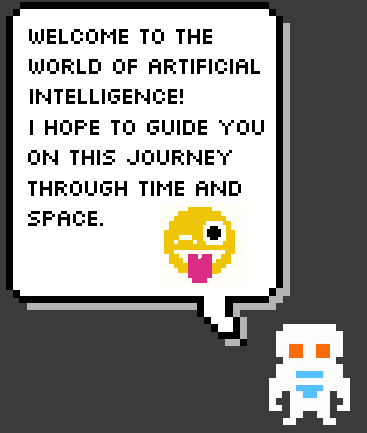 WELCOME TO THE
WORLD OF ARTIFICIAL
INTELLIGENCE!
I HOPE TO GUIDE YOU
ON THIS JOURNEY
THROUGH TIME AND
SPACE.